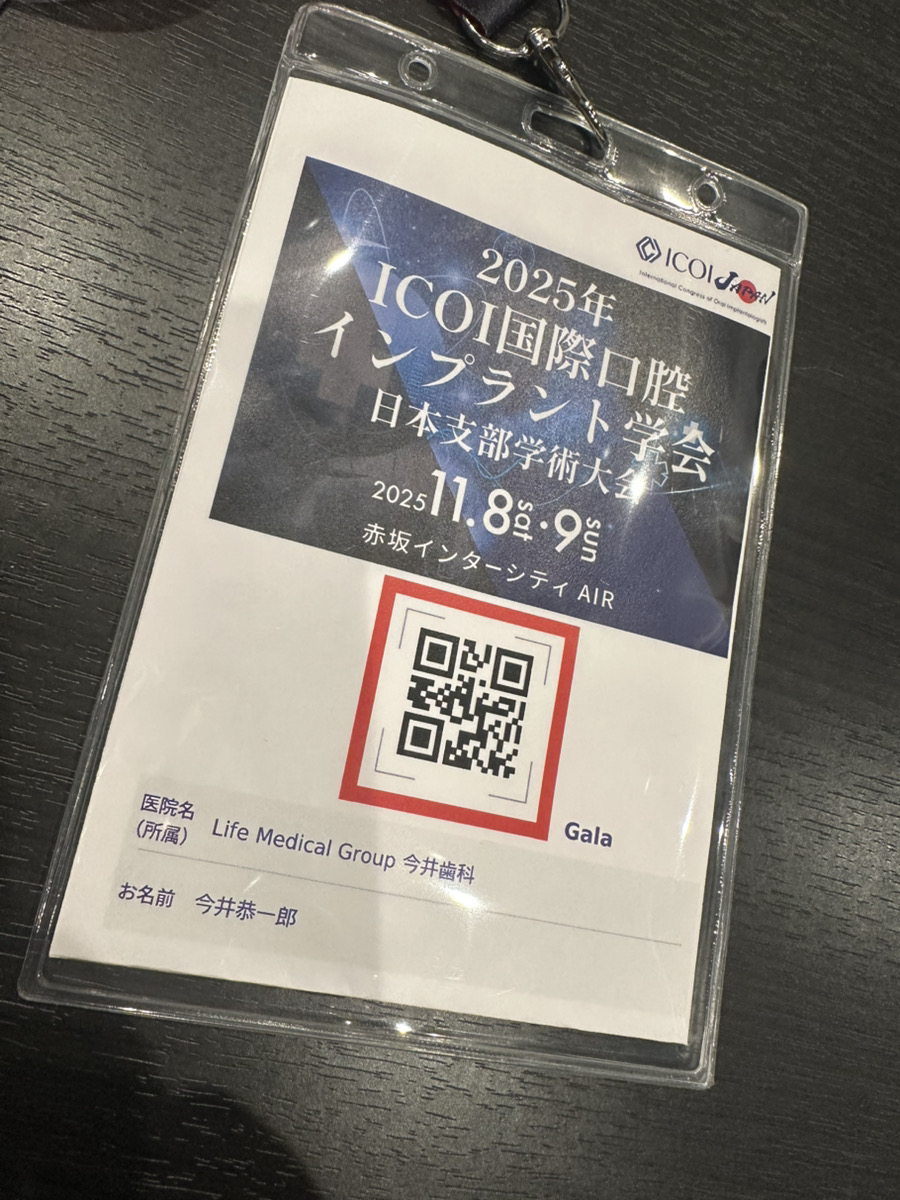 ICOI JAPAN
International Congress of Oral Implantologists
2025年
ICOI国際口腔
インプラント学会
日本支部学術大会
2025 11.8 sat・9 sun
赤坂インターシティ AIR
Gala
医院名
(所属) Life Medical Group 今井歯科
お名前 今井恭一郎